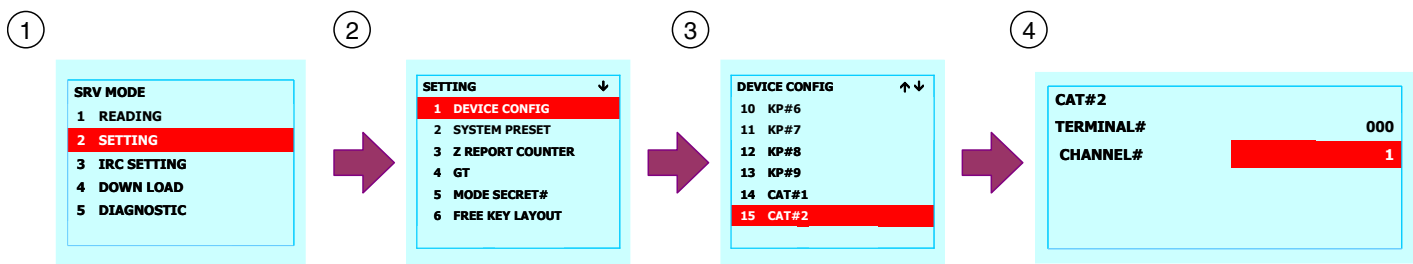 1
SRV MODE
1 READING
2 SETTING
3 IRC SETTING
4 DOWN LOAD
5 DIAGNOSTIC
2
SETTING ↓
1 DEVICE CONFIG
2 SYSTEM PRESET
3 Z REPORT COUNTER
4 GT
5 MODE SECRET#
6 FREE KEY LAYOUT
3
DEVICE CONFIG ↑↓
10 KP#6
11 KP#7
12 KP#8
13 KP#9
14 CAT#1
15 CAT#2
4
CAT#2
TERMINAL# 000
CHANNEL# 1